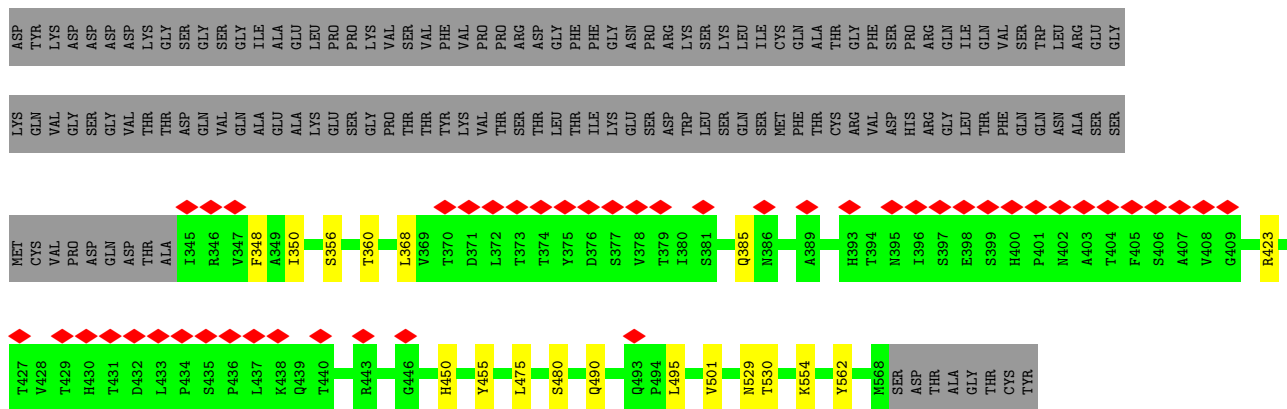 ASP TYR LYS ASP ASP ASP ASP LYS GLY SER GLY SER GLY ILE ALA GLU LEU PRO PRO LYS VAL SER VAL PHE VAL PRO PRO ARG ASP GLY PHE PHE GLY ASN PRO ARG LYS SER LYS LEU ILE CYS GLN ALA THR GLY PHE SER PRO ARG GLN ILE GLN VAL SER TRP LEU ARG GLU GLY
LYS GLN VAL GLY SER GLY VAL THR THR ASP GLN VAL GLN ALA GLU ALA LYS GLU SER GLY PRO THR THR TYR LYS VAL THR SER THR LEU THR ILE LYS GLU SER ASP TRP LEU SER GLN SER MET PHE THR CYS ARG VAL ASP HIS ARG GLY LEU THR PHE GLN GLN ASN ALA SER SER
MET CYS VAL PRO ASP GLN ASP THR ALA I345 R346 V347 F348 A349 I350 S356 T360 L368 V369 T370 D371 L372 T373 T374 Y375 D376 S377 V378 T379 I380 S381 Q385 N386 A389 H393 T394 N395 I396 S397 E398 S399 H400 P401 N402 A403 T404 F405 S406 A407 V408 G409 R423
T427 V428 T429 H430 T431 D432 L433 P434 S435 P436 L437 K438 Q439 T440 R443 G446 H450 Y455 L475 S480 Q490 Q493 P494 L495 V501 N529 T530 K554 Y562 M568 SER ASP THR ALA GLY THR CYS TYR